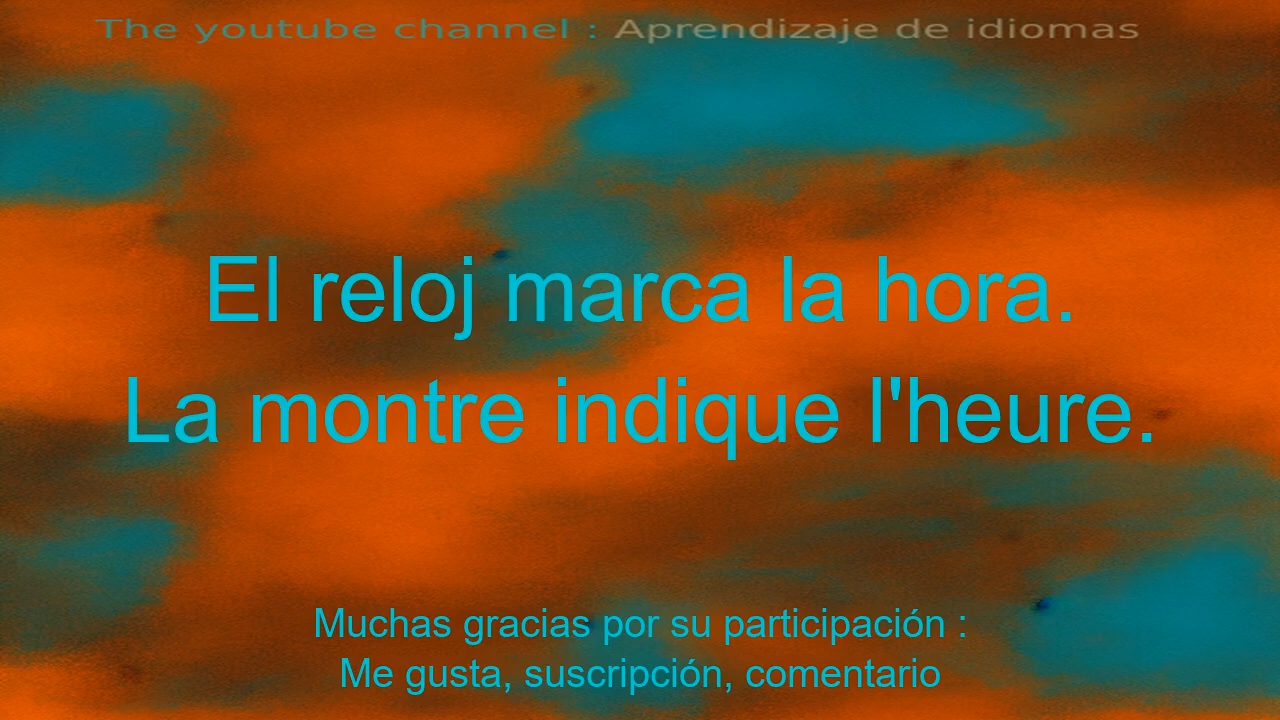 The youtube channel : Aprendizaje de idiomas
El reloj marca la hora.
La montre indique l'heure.
Muchas gracias por su participación :
Me gusta, suscripción, comentario